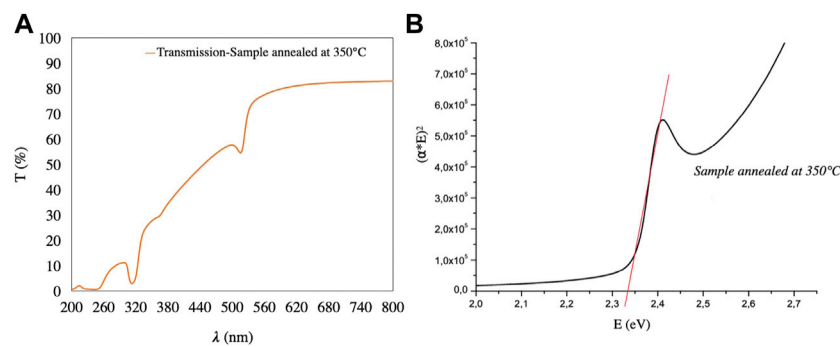 A
100
90
80
70
60
50
40
30
20
10
0
T (%)
Transmission-Sample annealed at 350°C
200 260 320 380 440 500 560 620 680 740 800
λ (nm)
B
8,0x10⁵
7,0x10⁵
6,0x10⁵
5,0x10⁵
4,0x10⁵
3,0x10⁵
2,0x10⁵
1,0x10⁵
0,0
(α*E)²
Sample annealed at 350°C
2,0 2,1 2,2 2,3 2,4 2,5 2,6 2,7
E (eV)